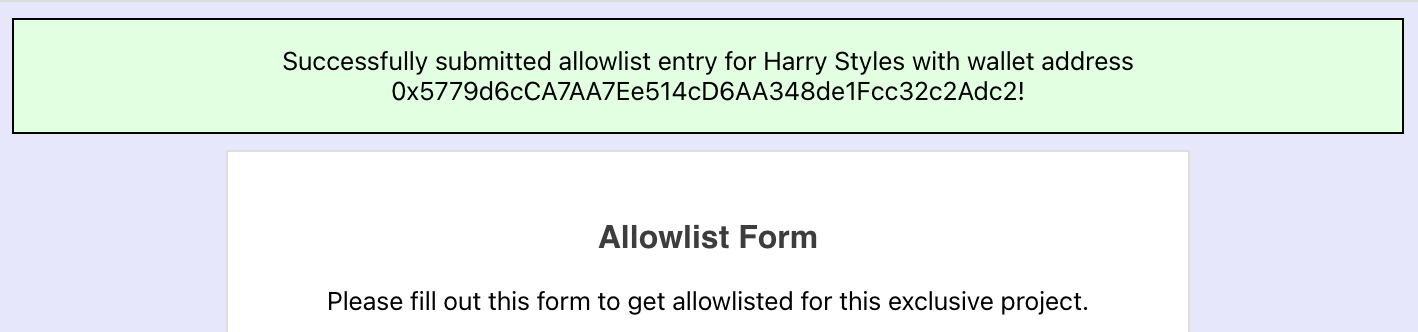 Successfully submitted allowlist entry for Harry Styles with wallet address
0x5779d6cCA7AA7Ee514cD6AA348de1Fcc32c2Adc2!
Allowlist Form
Please fill out this form to get allowlisted for this exclusive project.